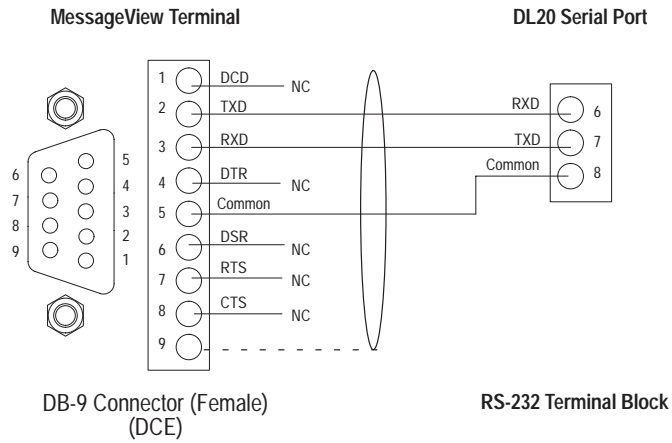 MessageView Terminal
DL20 Serial Port
1 DCD NC
2 TXD RXD 6
3 RXD TXD 7
4 DTR NC
5 Common Common 8
6 DSR NC
7 RTS NC
8 CTS NC
9
6
7
8
9
5
4
3
2
1
DB-9 Connector (Female)
(DCE)
RS-232 Terminal Block